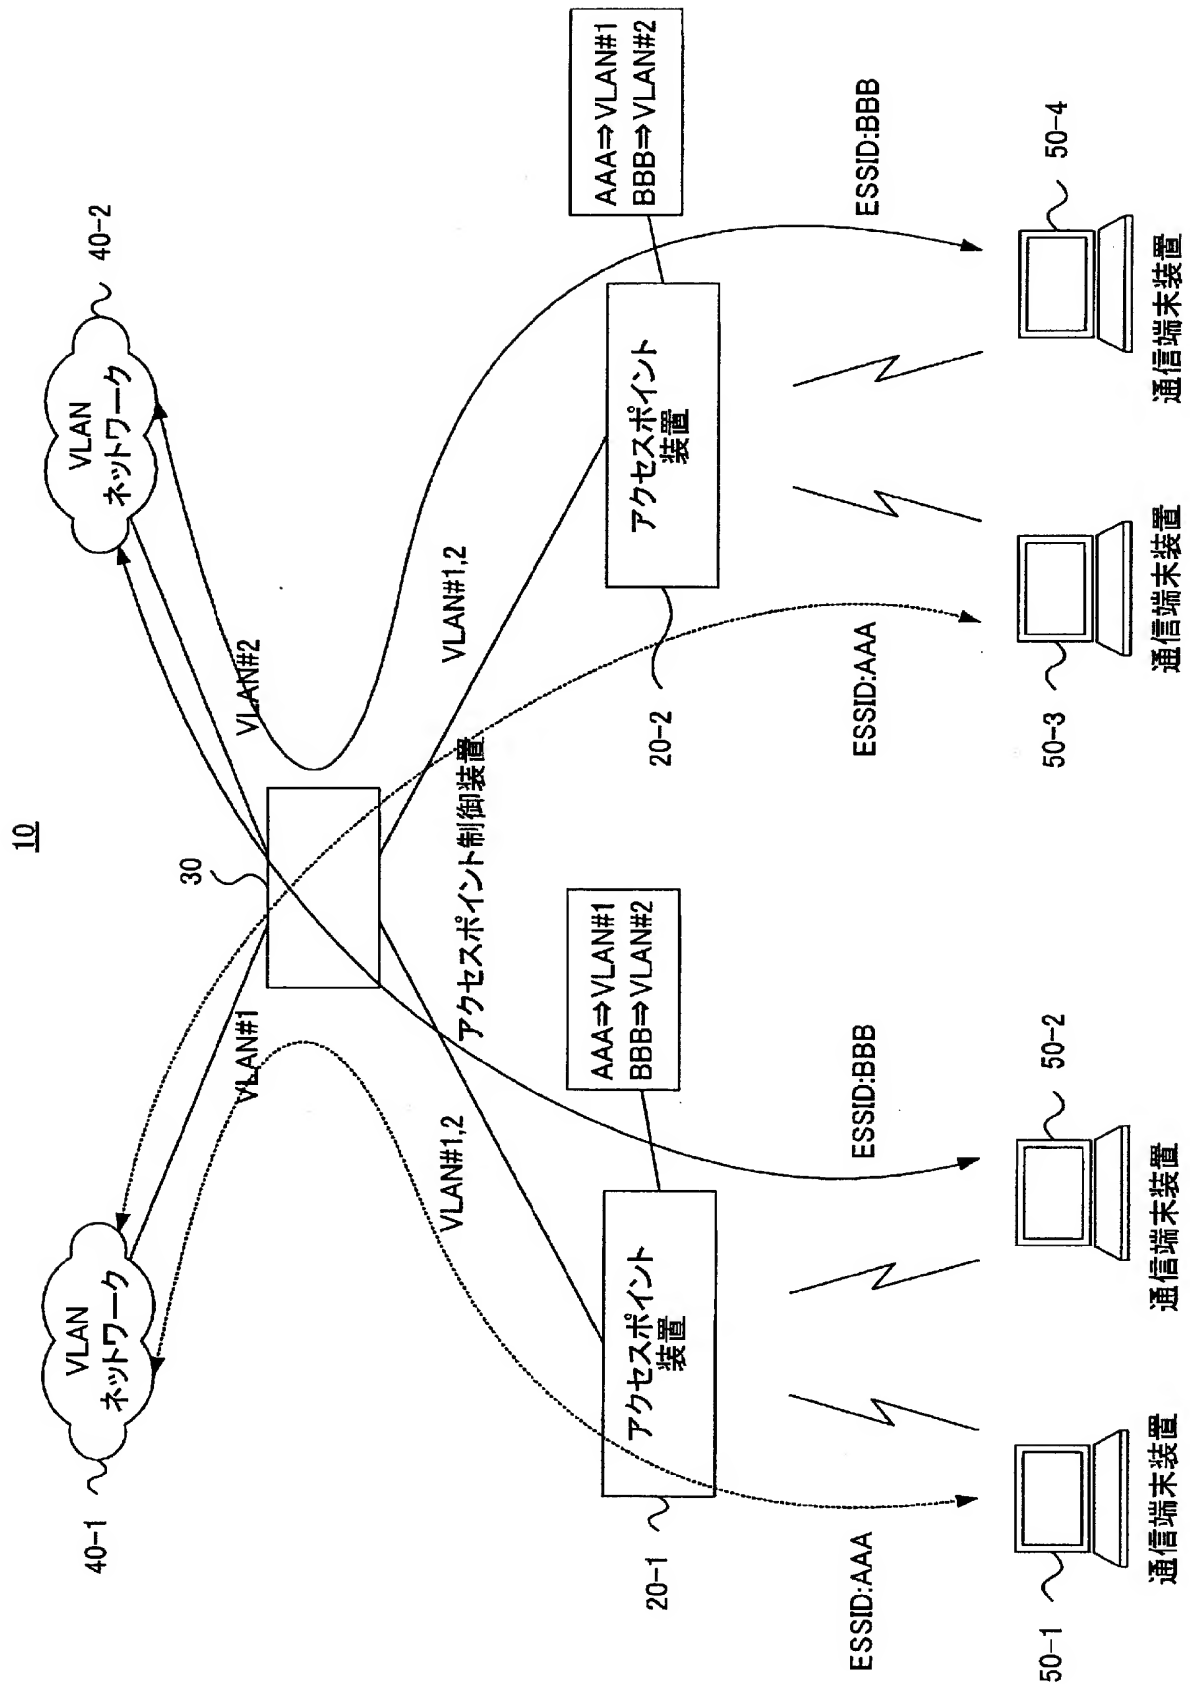 10
40-1
VLAN
ネットワーク
VLAN
ネットワーク
40-2
30
VLAN#1
VLAN#2
アクセスポイント制御装置
VLAN#1,2
VLAN#1,2
AAA⇒VLAN#1
BBB⇒VLAN#2
AAA⇒VLAN#1
BBB⇒VLAN#2
20-1
アクセスポイント
装置
20-2
アクセスポイント
装置
ESSID:AAA
ESSID:BBB
ESSID:AAA
ESSID:BBB
50-1
50-2
50-3
50-4
通信端末装置
通信端末装置
通信端末装置
通信端末装置